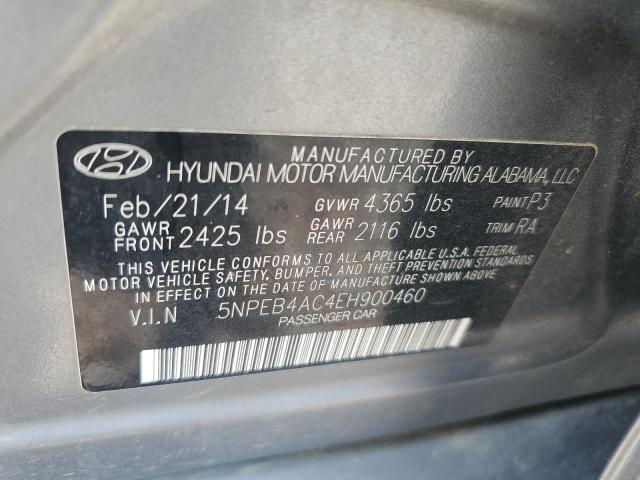 MANUFACTURED BY
HYUNDAI MOTOR MANUFACTURING ALABAMA, LLC
Feb/21/14 GVWR 4365 lbs PAINT P3
GAWR FRONT 2425 lbs GAWR REAR 2116 lbs TRIM RA
THIS VEHICLE CONFORMS TO ALL APPLICABLE U.S.A. FEDERAL
MOTOR VEHICLE SAFETY, BUMPER, AND THEFT PREVENTION STANDARDS
IN EFFECT ON THE DATE OF MANUFACTURE SHOWN ABOVE.
V.I.N 5NPEB4AC4EH900460
PASSENGER CAR